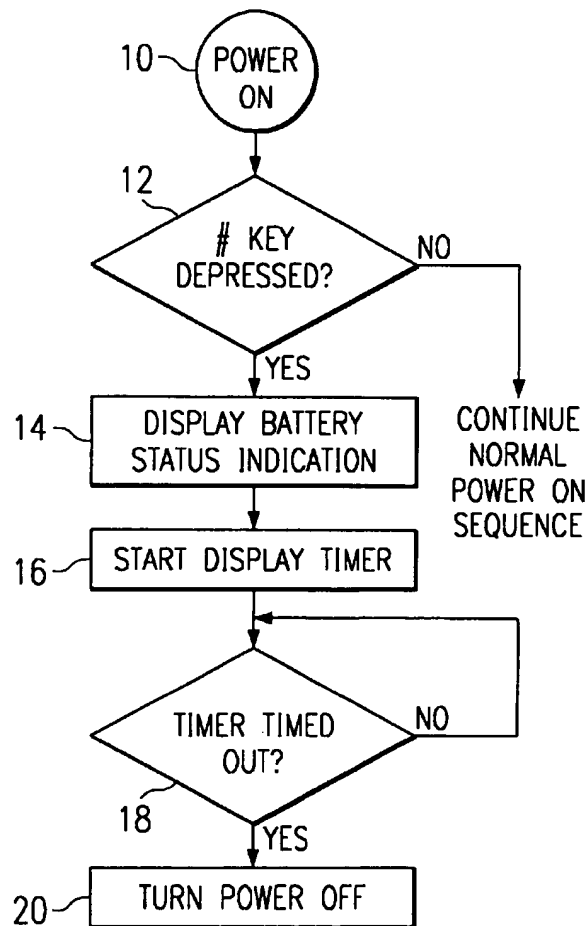 10
POWER
ON
12
# KEY
DEPRESSED?
NO
YES
14
DISPLAY BATTERY
STATUS INDICATION
CONTINUE
NORMAL
POWER ON
SEQUENCE
16
START DISPLAY TIMER
TIMER TIMED
OUT?
NO
18
YES
20
TURN POWER OFF